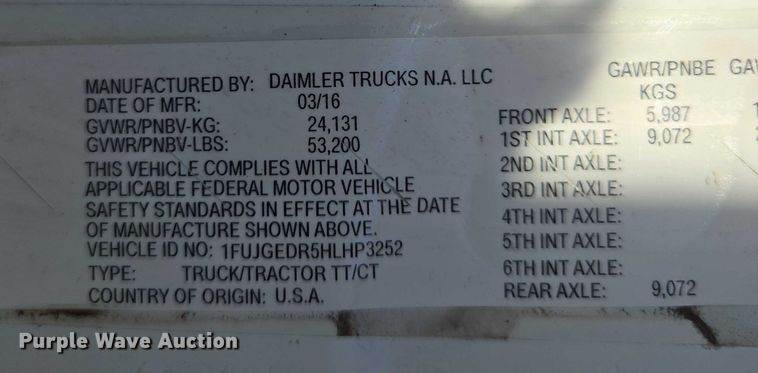 MANUFACTURED BY: DAIMLER TRUCKS N.A. LLC
DATE OF MFR: 03/16
GVWR/PNBV-KG: 24,131
GVWR/PNBV-LBS: 53,200
THIS VEHICLE COMPLIES WITH ALL
APPLICABLE FEDERAL MOTOR VEHICLE
SAFETY STANDARDS IN EFFECT AT THE DATE
OF MANUFACTURE SHOWN ABOVE.
VEHICLE ID NO: 1FUJGEDR5HLHP3252
TYPE: TRUCK/TRACTOR TT/CT
COUNTRY OF ORIGIN: U.S.A.
GAWR/PNBE
KGS
FRONT AXLE: 5,987
1ST INT AXLE: 9,072
2ND INT AXLE:
3RD INT AXLE:
4TH INT AXLE:
5TH INT AXLE:
6TH INT AXLE:
REAR AXLE: 9,072
Purple Wave Auction